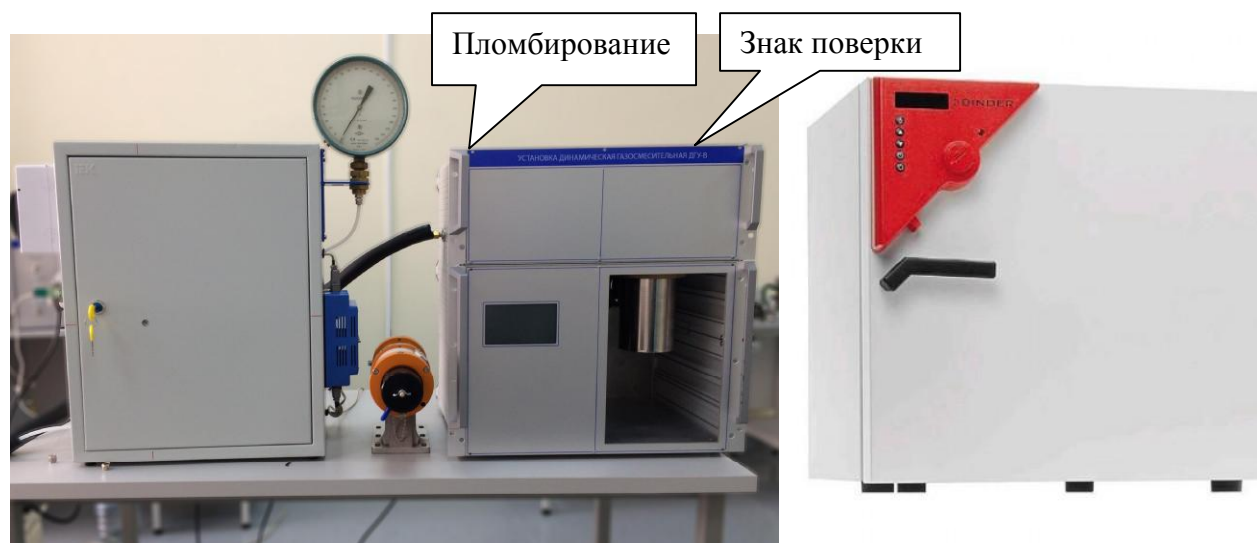 Пломбирование
Знак поверки
УСТАНОВКА ДИНАМИЧЕСКАЯ ГАЗОСМЕСИТЕЛЬНАЯ ДГУ-В
BINDER